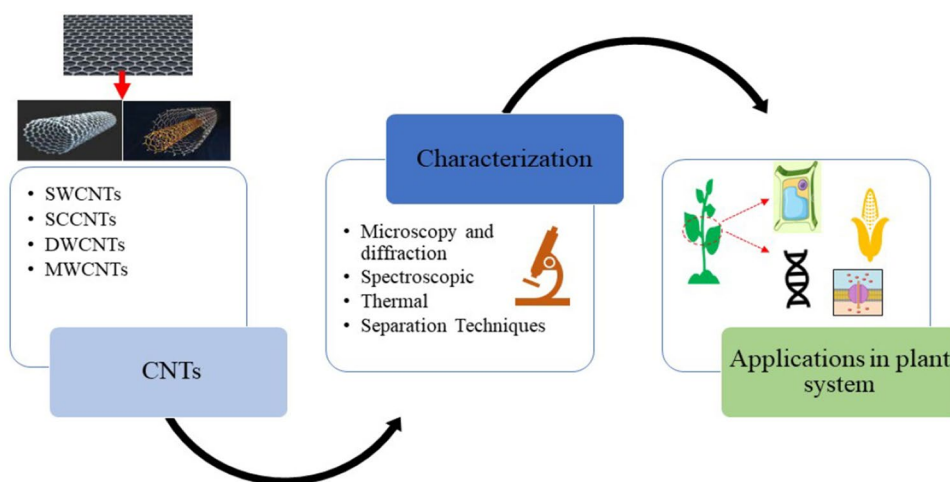 • SWCNTs
• SCCNTs
• DWCNTs
• MWCNTs
CNTs
Characterization
• Microscopy and
diffraction
• Spectroscopic
• Thermal
• Separation Techniques
Applications in plant
system